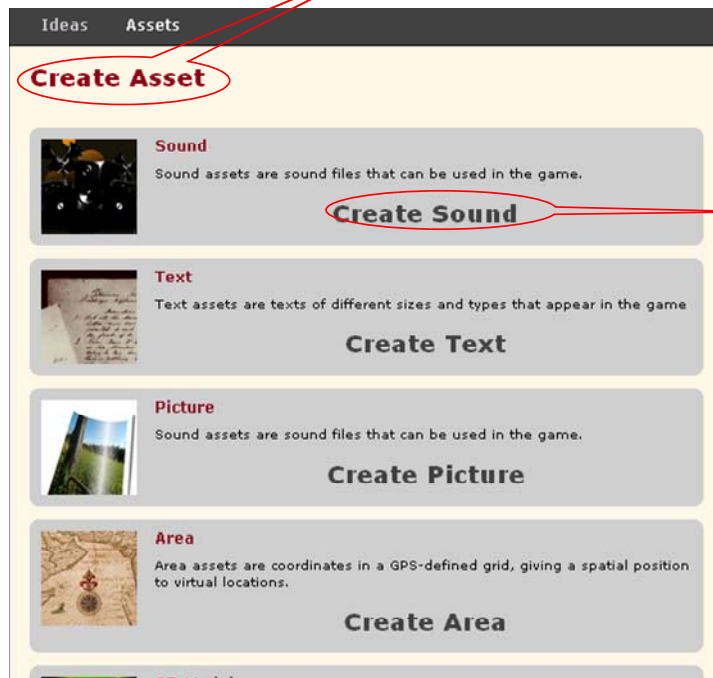 Ideas Assets
Create Asset
Sound
Sound assets are sound files that can be used in the game.
Create Sound
Text
Text assets are texts of different sizes and types that appear in the game
Create Text
Picture
Sound assets are sound files that can be used in the game.
Create Picture
Area
Area assets are coordinates in a GPS-defined grid, giving a spatial position
to virtual locations.
Create Area